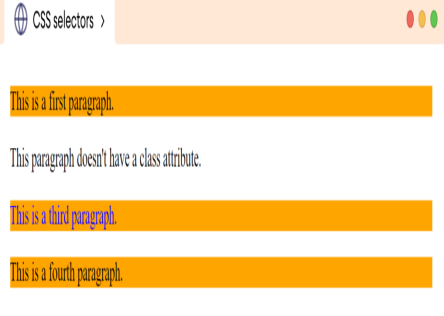 CSS selectors >
This is a first paragraph.
This paragraph doesn't have a class attribute.
This is a third paragraph.
This is a fourth paragraph.